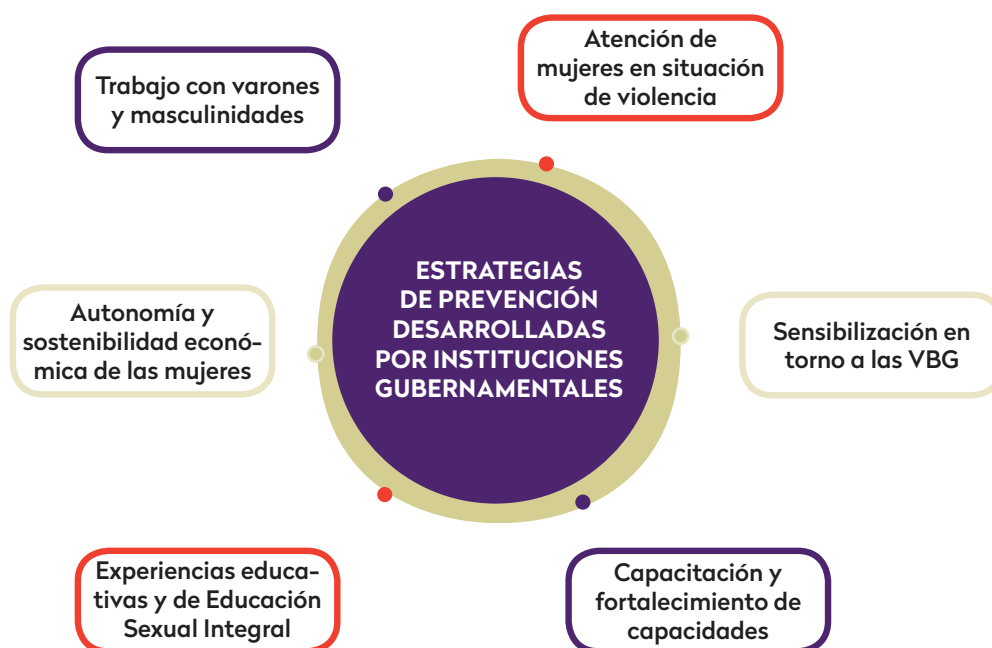 Trabajo con varones
y masculinidades
Atención de
mujeres en situación
de violencia
ESTRATEGIAS
DE PREVENCIÓN
DESARROLLADAS
POR INSTITUCIONES
GUBERNAMENTALES
Autonomía y
sostenibilidad econó-
mica de las mujeres
Sensibilización en
torno a las VBG
Experiencias educa-
tivas y de Educación
Sexual Integral
Capacitación y
fortalecimiento de
capacidades